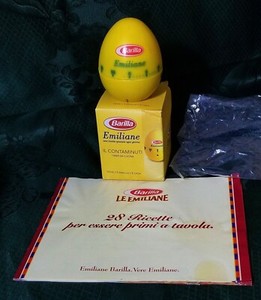 Barilla
Emiliane
Barilla
Emiliane
IL CONTAMINUTI
Barilla
LE EMILIANE
28 Ricette
per essere primi a tavola.
Emiliane Barilla. Vere Emiliane.